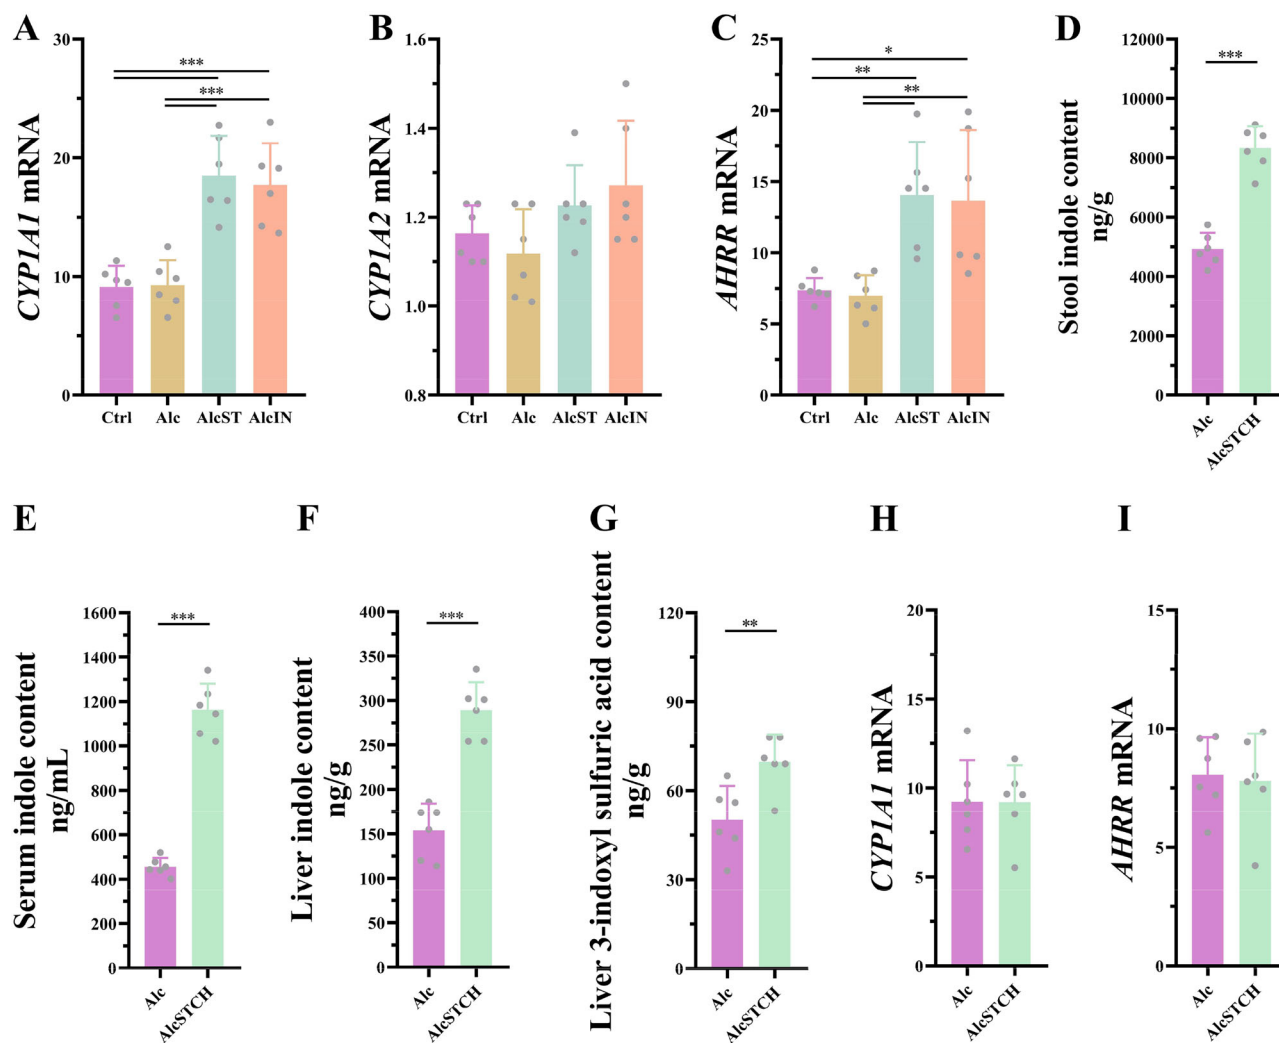 A
CYP1A1 mRNA
30
20
10
0
***
***
Ctrl
Alc
AlcST
AlcIN
B
CYP1A2 mRNA
1.6
1.4
1.2
1.0
0.8
Ctrl
Alc
AlcST
AlcIN
C
AHRR mRNA
25
20
15
10
5
0
*
**
**
Ctrl
Alc
AlcST
AlcIN
D
Stool indole content
ng/g
12000
10000
8000
6000
4000
2000
0
***
Alc
AlcSTCH
E
Serum indole content
ng/mL
1600
1400
1200
1000
800
600
400
200
0
***
Alc
AlcSTCH
F
Liver indole content
ng/g
400
350
300
250
200
150
100
50
0
***
Alc
AlcSTCH
G
Liver 3-indoxyl sulfuric acid content
ng/g
120
90
60
30
0
**
Alc
AlcSTCH
H
CYP1A1 mRNA
20
15
10
5
0
Alc
AlcSTCH
I
AHRR mRNA
15
10
5
0
Alc
AlcSTCH